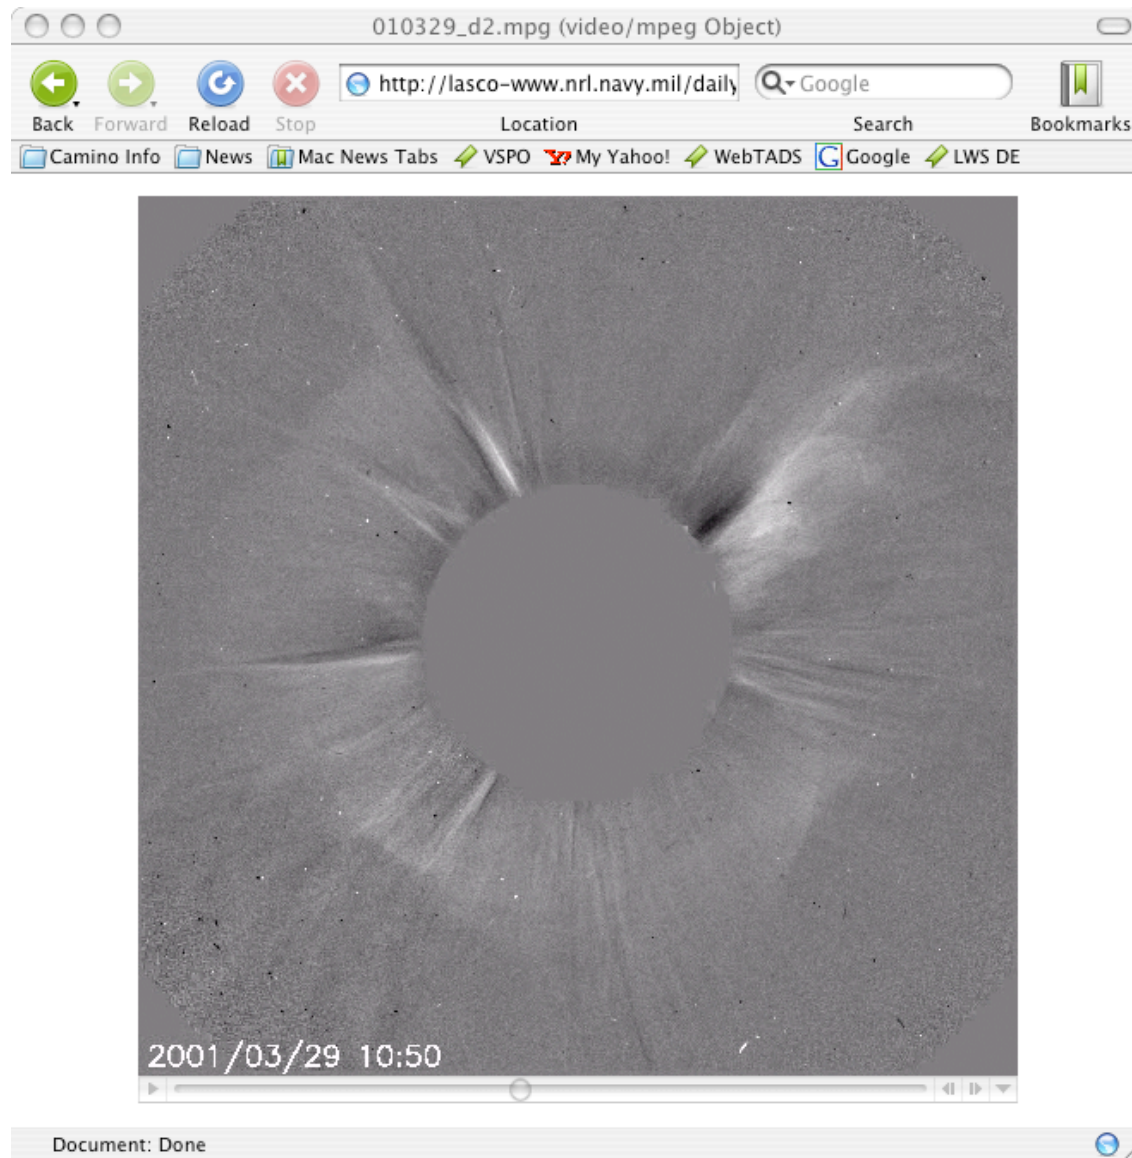 010329_d2.mpg (video/mpeg Object)
http://lasco-www.nrl.navy.mil/daily
Google
Back Forward Reload Stop Location Search Bookmarks
Camino Info News Mac News Tabs VSPO Y! My Yahoo! WebTADS G Google LWS DE
2001/03/29 10:50
Document: Done